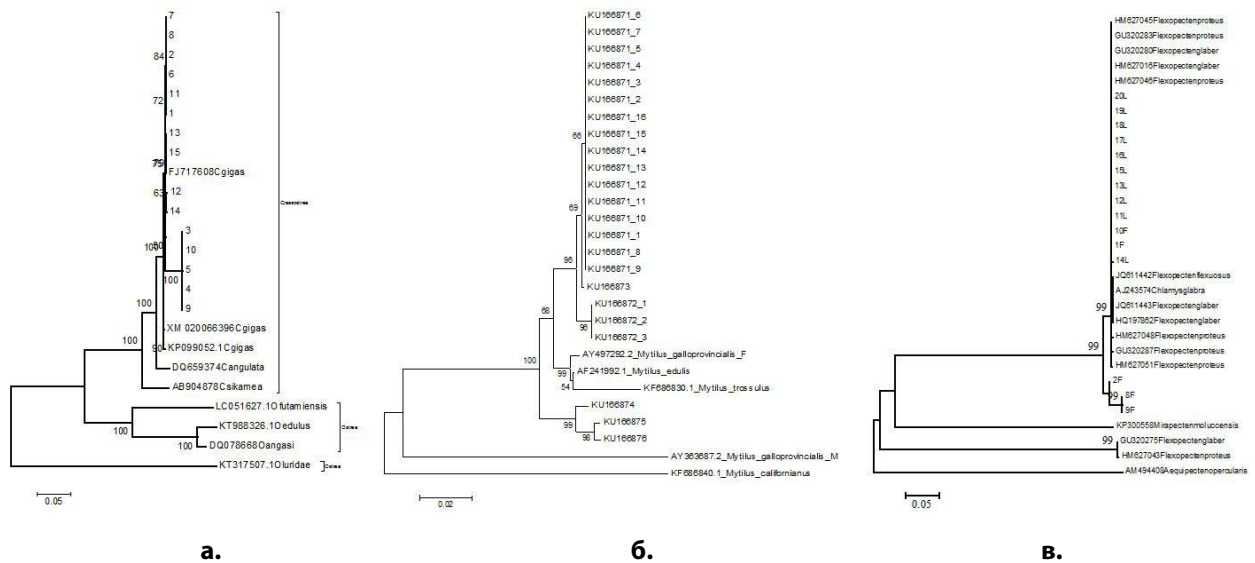 7
8
84
2
6
72
11
1
13
15
FJ717608Cgigas
63
12
14
3
10
5
100
4
9
100
XM 020066396Cgigas
KP099052.1Cgigas
90
DQ659374Cangulata
100
AB904878Csikamea
LC051627.1Ofutamiensis
100
KT988326.1Oedulus
100
DQ078668Oangasi
KT317507.1Oluridae
0.05
а.
KU166871_6
KU166871_7
KU166871_5
KU166871_4
KU166871_3
KU166871_2
KU166871_16
KU166871_15
66
KU166871_14
KU166871_13
KU166871_12
KU166871_11
69
KU166871_10
KU166871_1
KU166871_8
96
KU166871_9
KU166873
KU166872_1
68
KU166872_2
96
KU166872_3
100
AY497292.2_Mytilus_galloprovincialis_F
99
AF241992.1_Mytilus_edulis
54
KF686830.1_Mytilus_trossulus
KU166874
99
KU166875
98
KU166876
AY363687.2_Mytilus_galloprovincialis_M
KF686840.1_Mytilus_californianus
0.02
б.
HM627045Flexopectenproteus
GU320283Flexopectenproteus
GU320280Flexopectenglaber
HM627016Flexopectenglaber
HM627046Flexopectenproteus
20L
19L
18L
17L
16L
15L
13L
12L
11L
10F
1F
14L
JQ611442Flexopectenflexuosus
AJ243574Chlamysglabra
JQ611443Flexopectenglaber
99
HQ197862Flexopectenglaber
HM627048Flexopectenproteus
99
GU320287Flexopectenproteus
HM627051Flexopectenproteus
2F
99
8F
9F
KP300558Mirapectenmoluccensis
99
GU320275Flexopectenglaber
HM627043Flexopectenproteus
AM494408Aequipectenopercularis
0.05
в.